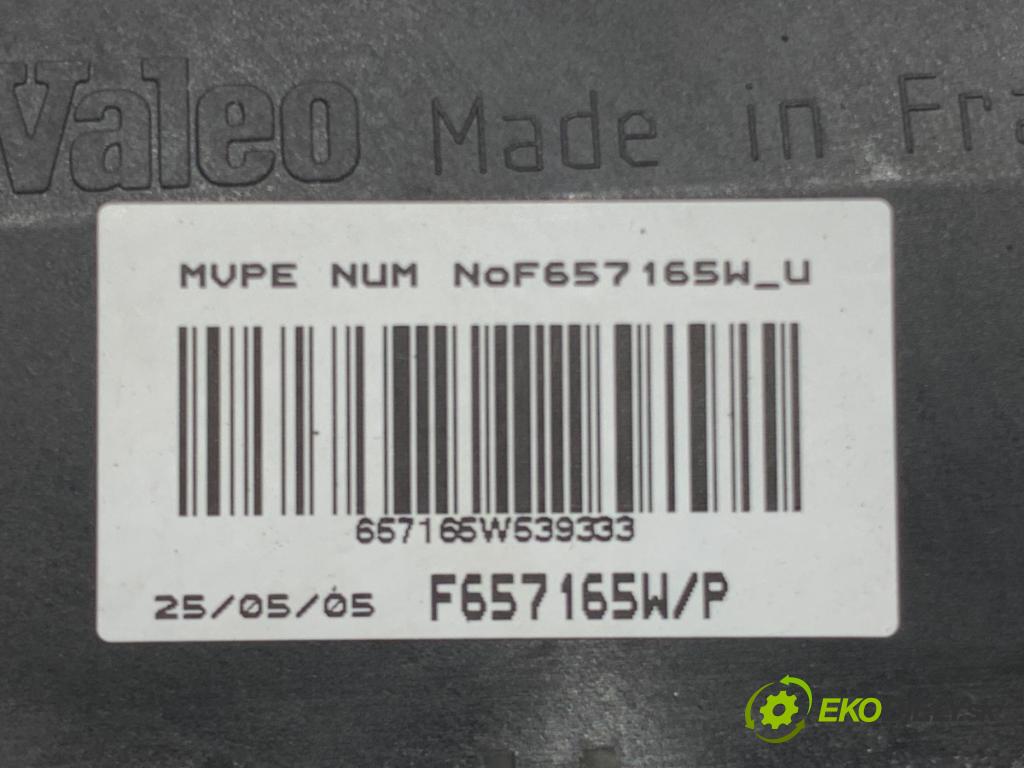 Valeo Made in Fra
MVPE NUM NoF657165W_U
657165W539333
25/05/05 F657165W/P
EKO